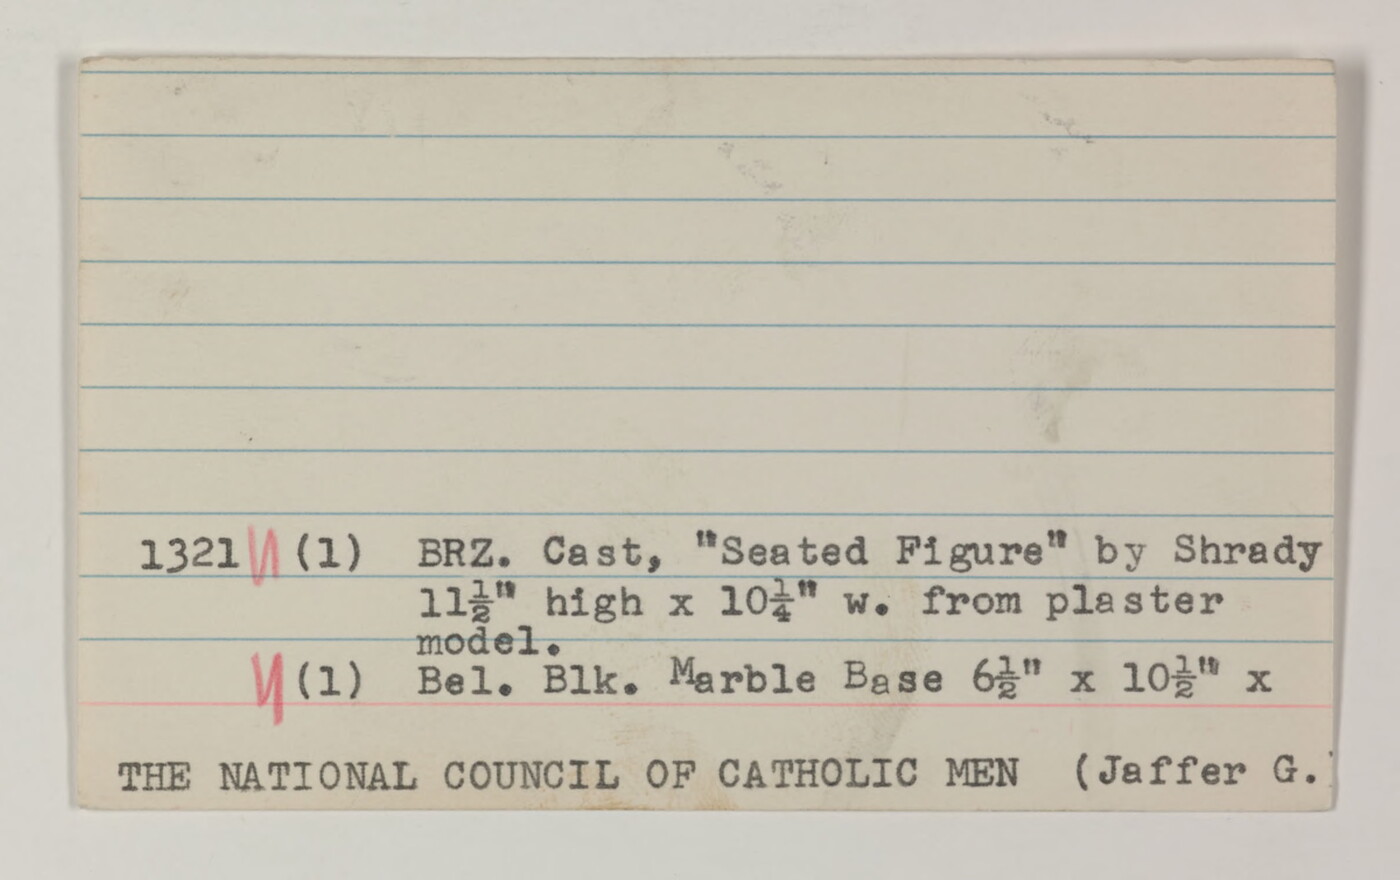 1321 N (1) BRZ. Cast, "Seated Figure" by Shrady
11½" high x 10¼" w. from plaster
model.
N (1) Bel. Blk. Marble Base 6½" x 10½" x
THE NATIONAL COUNCIL OF CATHOLIC MEN (Jaffer G.